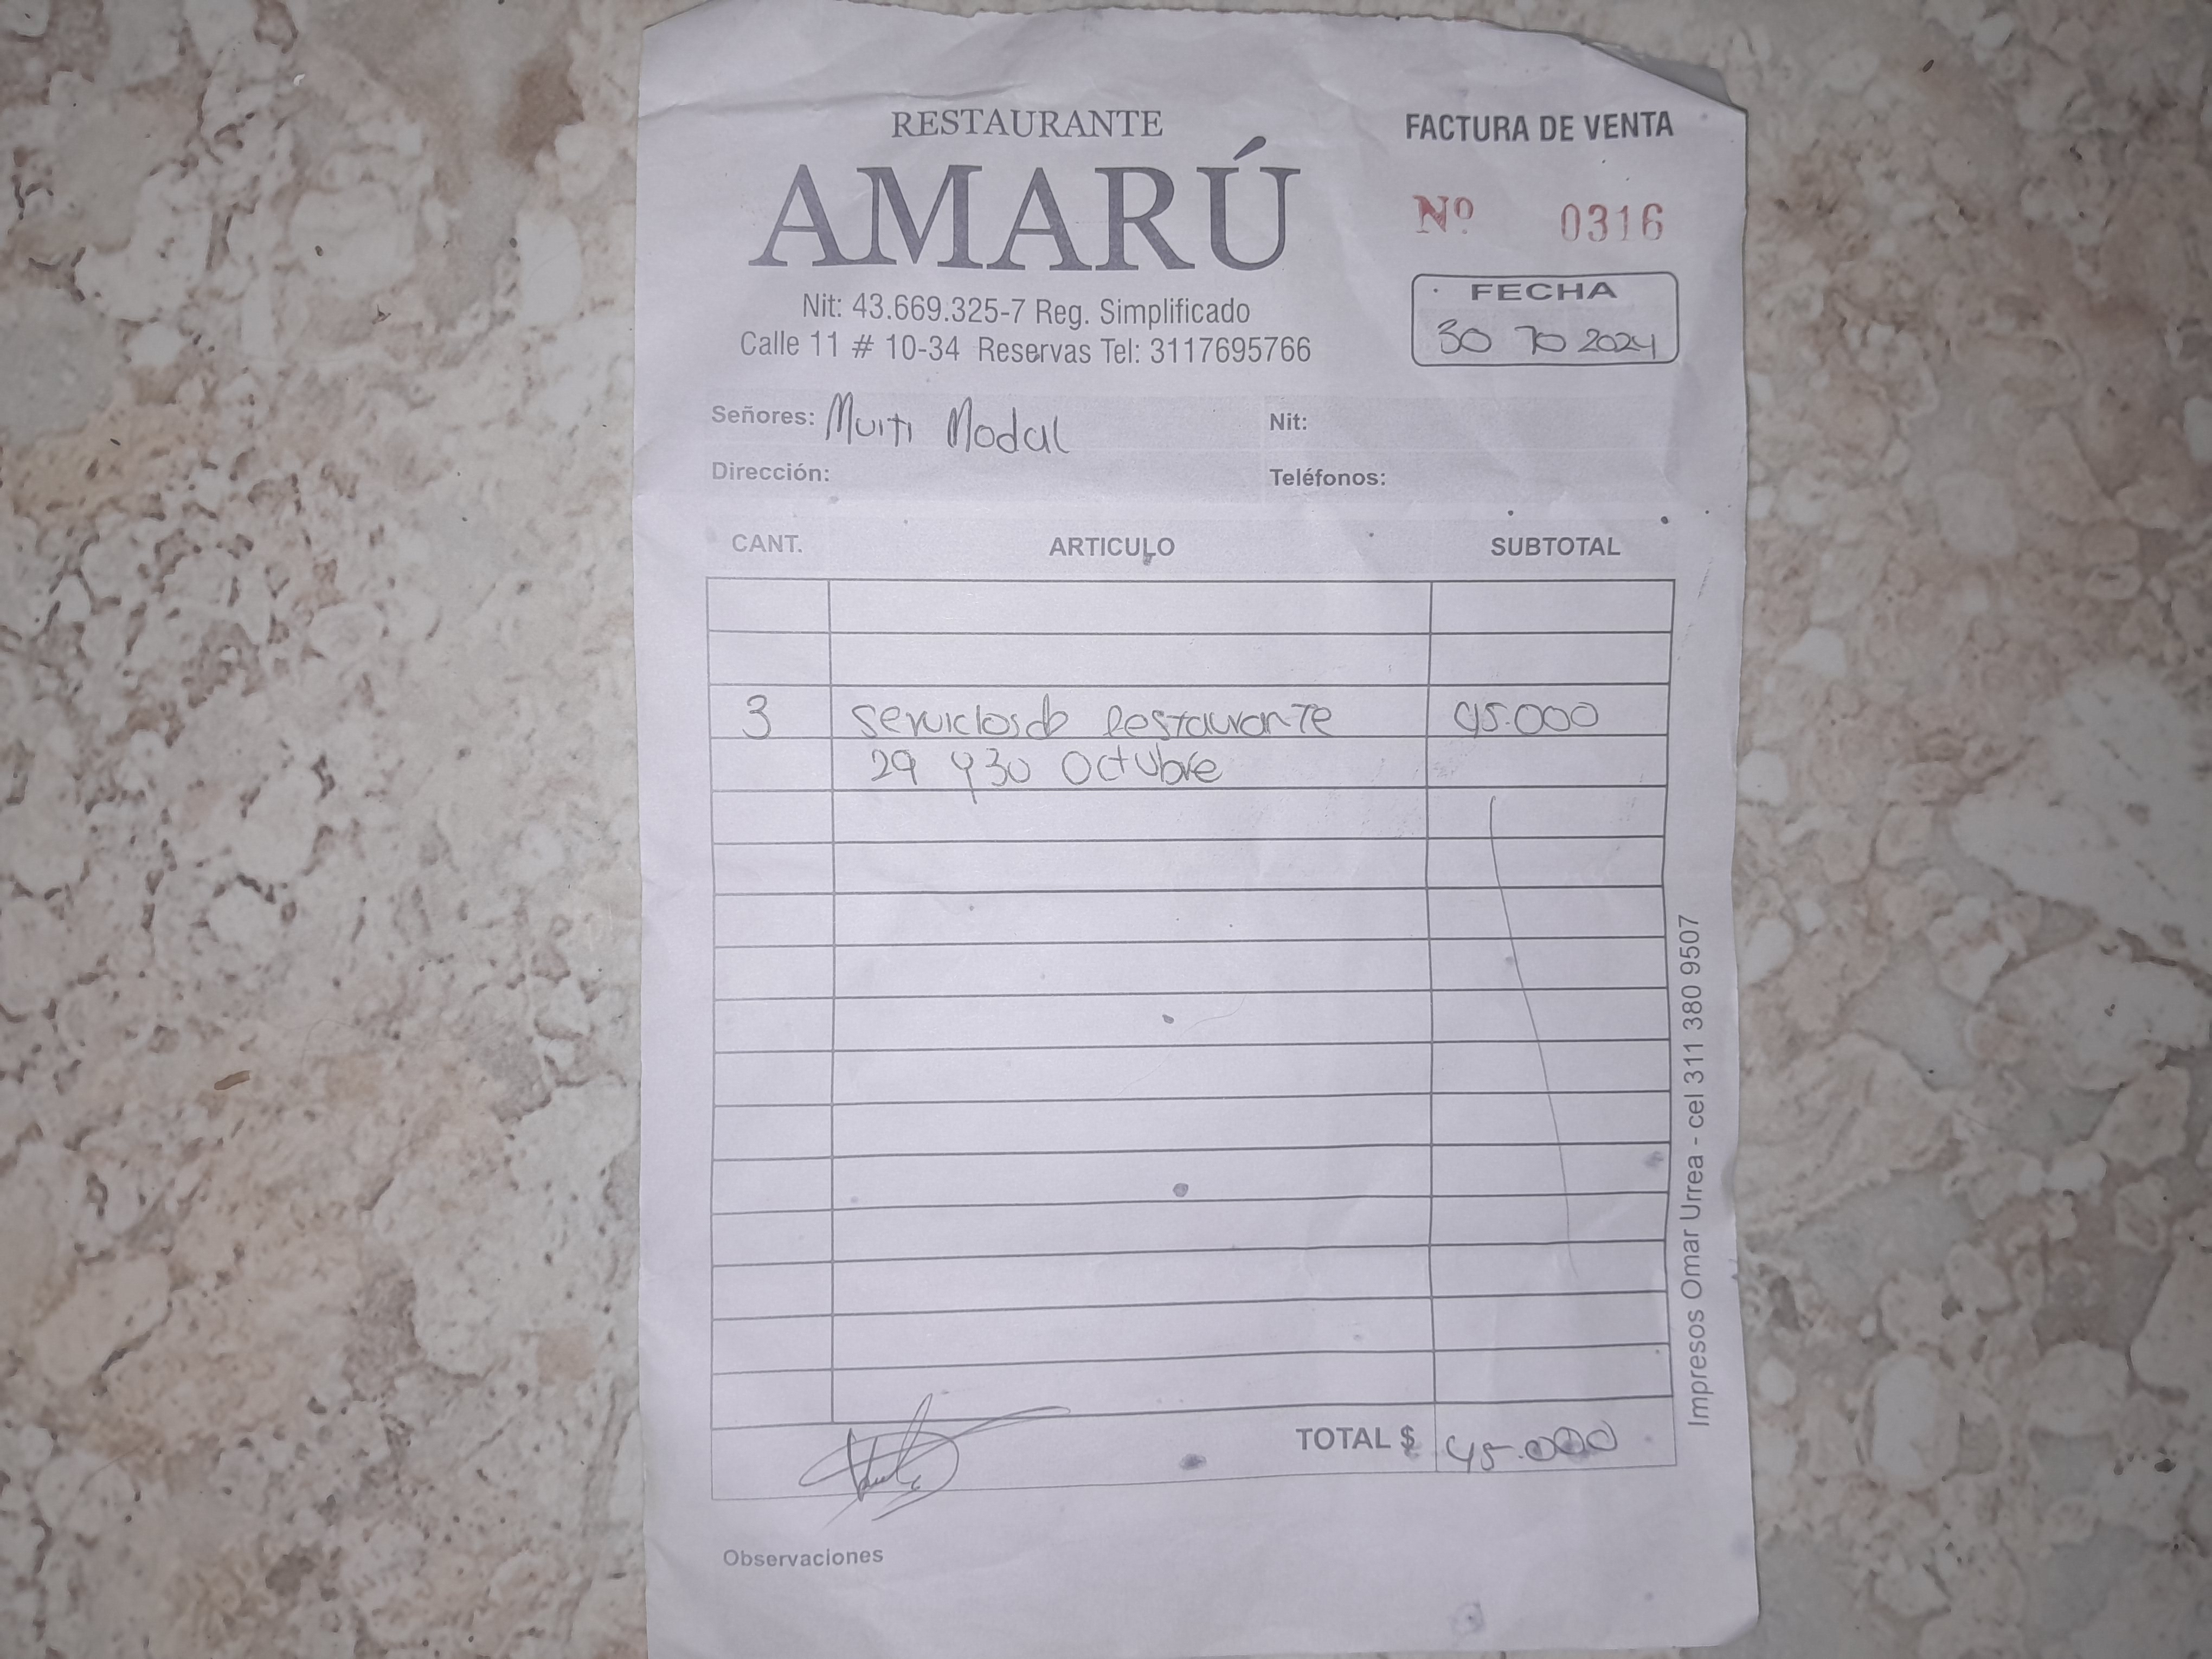 RESTAURANTE
AMARÚ
Nit: 43.669.325-7 Reg. Simplificado
Calle 11 # 10-34 Reservas Tel: 3117695766
FACTURA DE VENTA
Nº 0316
FECHA
30 10 2024
Señores: Multi Modal
Nit:
Dirección:
Teléfonos:
CANT. ARTICULO SUBTOTAL
3 Servicios de Restaurante 45.000
29 y 30 Octubre
TOTAL $ 45.000
Observaciones
Impresos Omar Urrea - cel 311 380 9507